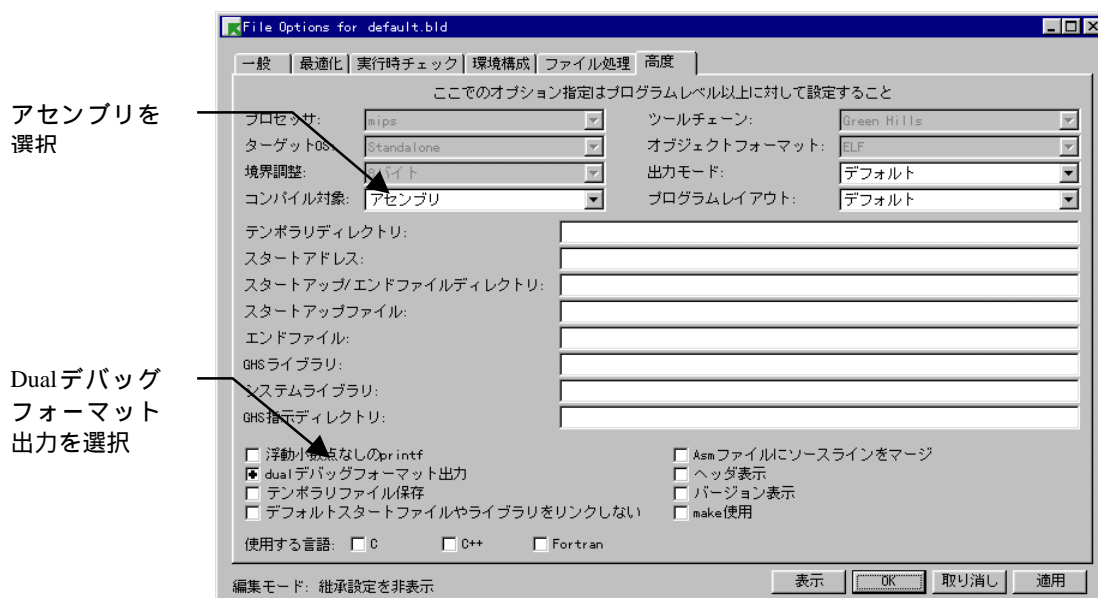 File Options for default.bld
一般 最適化 実行時チェック 環境構成 ファイル処理 高度
ここでのオプション指定はプログラムレベル以上に対して設定すること
アセンブリを
選択
プロセッサ: mips ツールチェーン: Green Hills
ターゲットOS: Standalone オブジェクトフォーマット: ELF
境界調整: 8バイト 出力モード: デフォルト
コンパイル対象: アセンブリ プログラムレイアウト: デフォルト
テンポラリディレクトリ:
スタートアドレス:
スタートアップ/エンドファイルディレクトリ:
スタートアップファイル:
エンドファイル:
GHSライブラリ:
システムライブラリ:
GHS指示ディレクトリ:
Dualデバッグ
フォーマット
出力を選択
浮動小数点なしのprintf Asmファイルにソースラインをマージ
dualデバッグフォーマット出力 ヘッダ表示
テンポラリファイル保存 バージョン表示
デフォルトスタートファイルやライブラリをリンクしない make使用
使用する言語: C C++ Fortran
編集モード: 継承設定を非表示 表示 OK 取り消し 適用